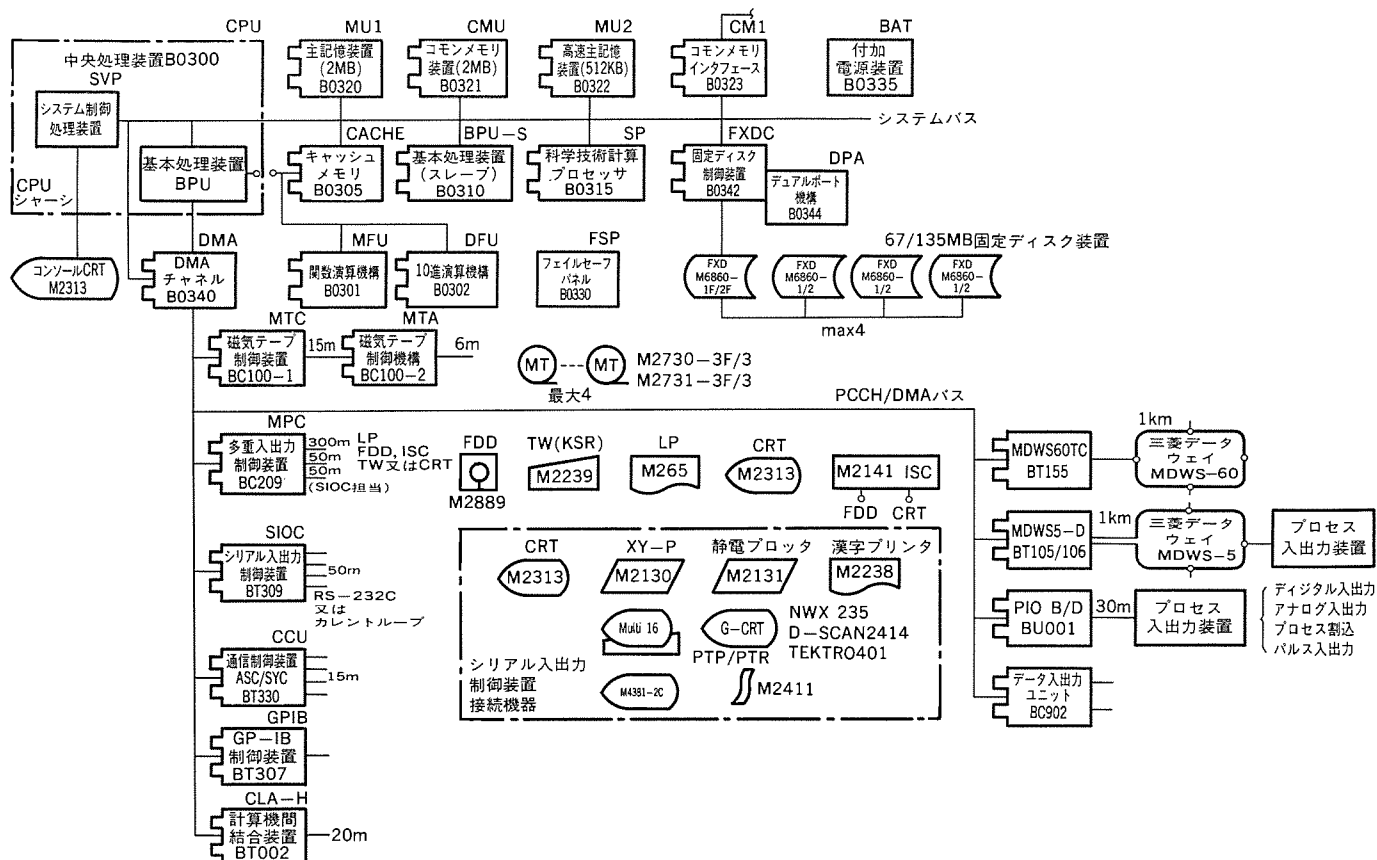 CPU
中央処理装置B0300
SVP
システム制御
処理装置
基本処理装置
BPU
CPU
シャーシ
コンソールCRT
M2313
MU1
主記憶装置
(2MB)
B0320
CMU
コモンメモリ
装置(2MB)
B0321
MU2
高速主記憶
装置(512KB)
B0322
CM1
コモンメモリ
インタフェース
B0323
BAT
付加
電源装置
B0335
システムバス
CACHE
キャッシュ
メモリ
B0305
BPU-S
基本処理装置
(スレーブ)
B0310
SP
科学技術計算
プロセッサ
B0315
FXDC
固定ディスク
制御装置
B0342
DPA
デュアルポート
機構
B0344
DMA
DMA
チャネル
B0340
MFU
関数演算機構
B0301
DFU
10進演算機構
B0302
FSP
フェイルセーフ
パネル
B0330
67/135MB固定ディスク装置
FXD
M6860-
1F/2F
FXD
M6860-
1/2
FXD
M6860-
1/2
FXD
M6860-
1/2
max4
MTC
磁気テープ
制御装置
BC100-1
15m
MTA
磁気テープ
制御機構
BC100-2
6m
MT
MT
最大4
M2730-3F/3
M2731-3F/3
PCCH/DMAバス
MPC
多重入出力
制御装置
BC209
300m LP
50m FDD, ISC
50m TW又はCRT
(SIOC担当)
FDD
M2889
TW(KSR)
M2239
LP
M265
CRT
M2313
M2141 ISC
FDD CRT
SIOC
シリアル入出力
制御装置
BT309
50m
RS-232C
又は
カレントループ
CRT
M2313
XY-P
M2130
静電プロッタ
M2131
漢字プリンタ
M2238
Multi 16
G-CRT
NWX 235
D-SCAN2414
TEKTRO401
シリアル入出力
制御装置
接続機器
M4381-2C
PTP/PTR
M2411
CCU
通信制御装置
ASC/SYC
BT330
15m
GPIB
GP-IB
制御装置
BT307
CLA-H
計算機間
結合装置
BT002
20m
MDWS60TC
BT155
1km
三菱データ
ウェイ
MDWS-60
MDWS5-D
BT105/106
1km
三菱データ
ウェイ
MDWS-5
プロセス
入出力装置
PIO B/D
BU001
30m
プロセス
入出力装置
ディジタル入出力
アナログ入出力
プロセス割込
パルス入出力
データ入出力
ユニット
BC902